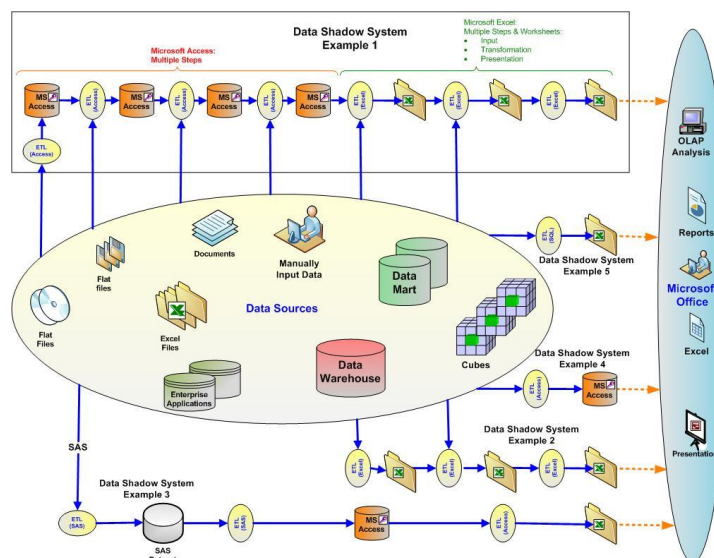 Data Shadow System
Example 1
Microsoft Access:
Multiple Steps
Microsoft Excel:
Multiple Steps & Worksheets:
• Input
• Transformation
• Presentation
MS
Access
ETL
(Access)
MS
Access
ETL
(Access)
MS
Access
ETL
(Access)
MS
Access
ETL
(Excel)
ETL
(Excel)
ETL
(Excel)
ETL
(Access)
OLAP
Analysis
Reports
Microsoft
Office
Excel
Presentation
Flat
files
Documents
Manually
Input Data
Data
Mart
ETL
(SQL)
Data Shadow System
Example 5
Flat
Files
Excel
Files
Data Sources
Cubes
Enterprise
Applications
Data
Warehouse
Data Shadow System
Example 4
ETL
(Access)
MS
Access
SAS
Data Shadow System
Example 2
ETL
(Excel)
ETL
(Excel)
ETL
(Excel)
Data Shadow System
Example 3
ETL
(SAS)
SAS
ETL
(SAS)
MS
Access
ETL
(Access)